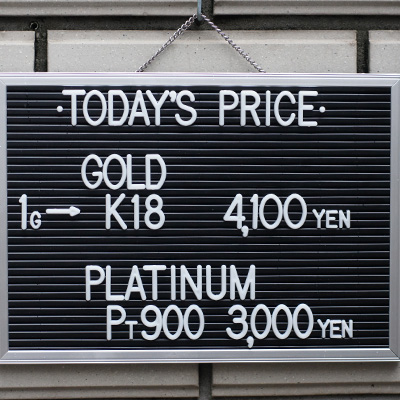 ·TODAY'S PRICE·
GOLD
1G→ K18 4,100 YEN
PLATINUM
PT900 3,000 YEN